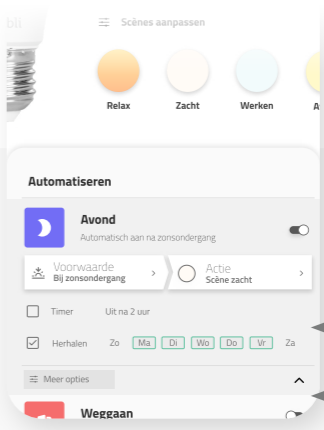 bli
Scènes aanpassen
Relax Zacht Werken A
Automatiseren
Avond
Automatisch aan na zonsondergang
Voorwaarde
Bij zonsondergang
Actie
Scène zacht
Timer Uit na 2 uur
Herhalen Zo Ma Di Wo Do Vr Za
Meer opties
Weggaan